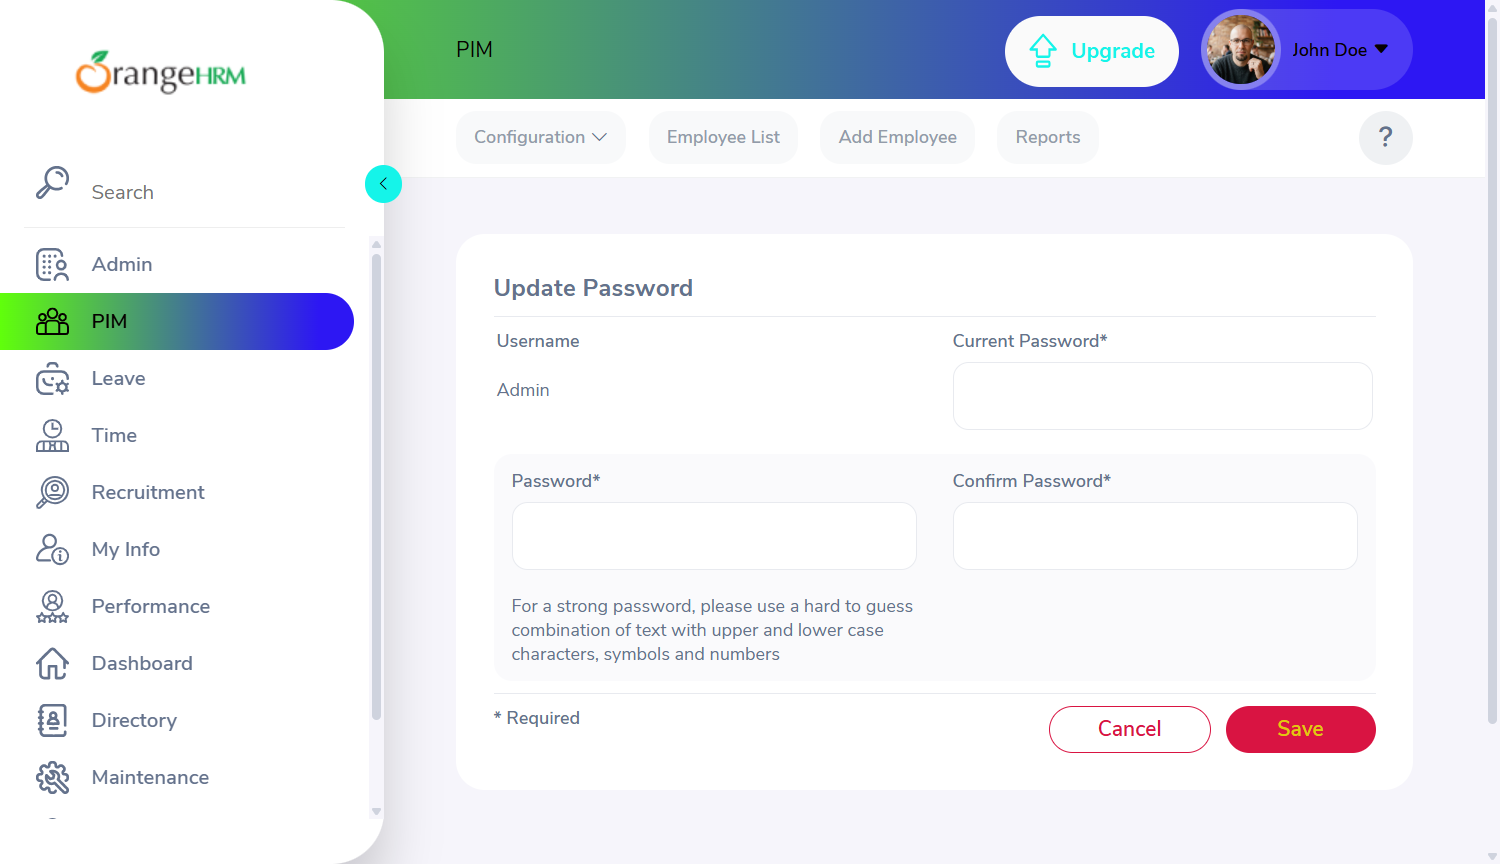 OrangeHRM
Search
Admin
PIM
Leave
Time
Recruitment
My Info
Performance
Dashboard
Directory
Maintenance
PIM
Upgrade
John Doe
Configuration
Employee List
Add Employee
Reports
?
Update Password
Username
Admin
Current Password*
Password*
Confirm Password*
For a strong password, please use a hard to guess
combination of text with upper and lower case
characters, symbols and numbers
* Required
Cancel
Save